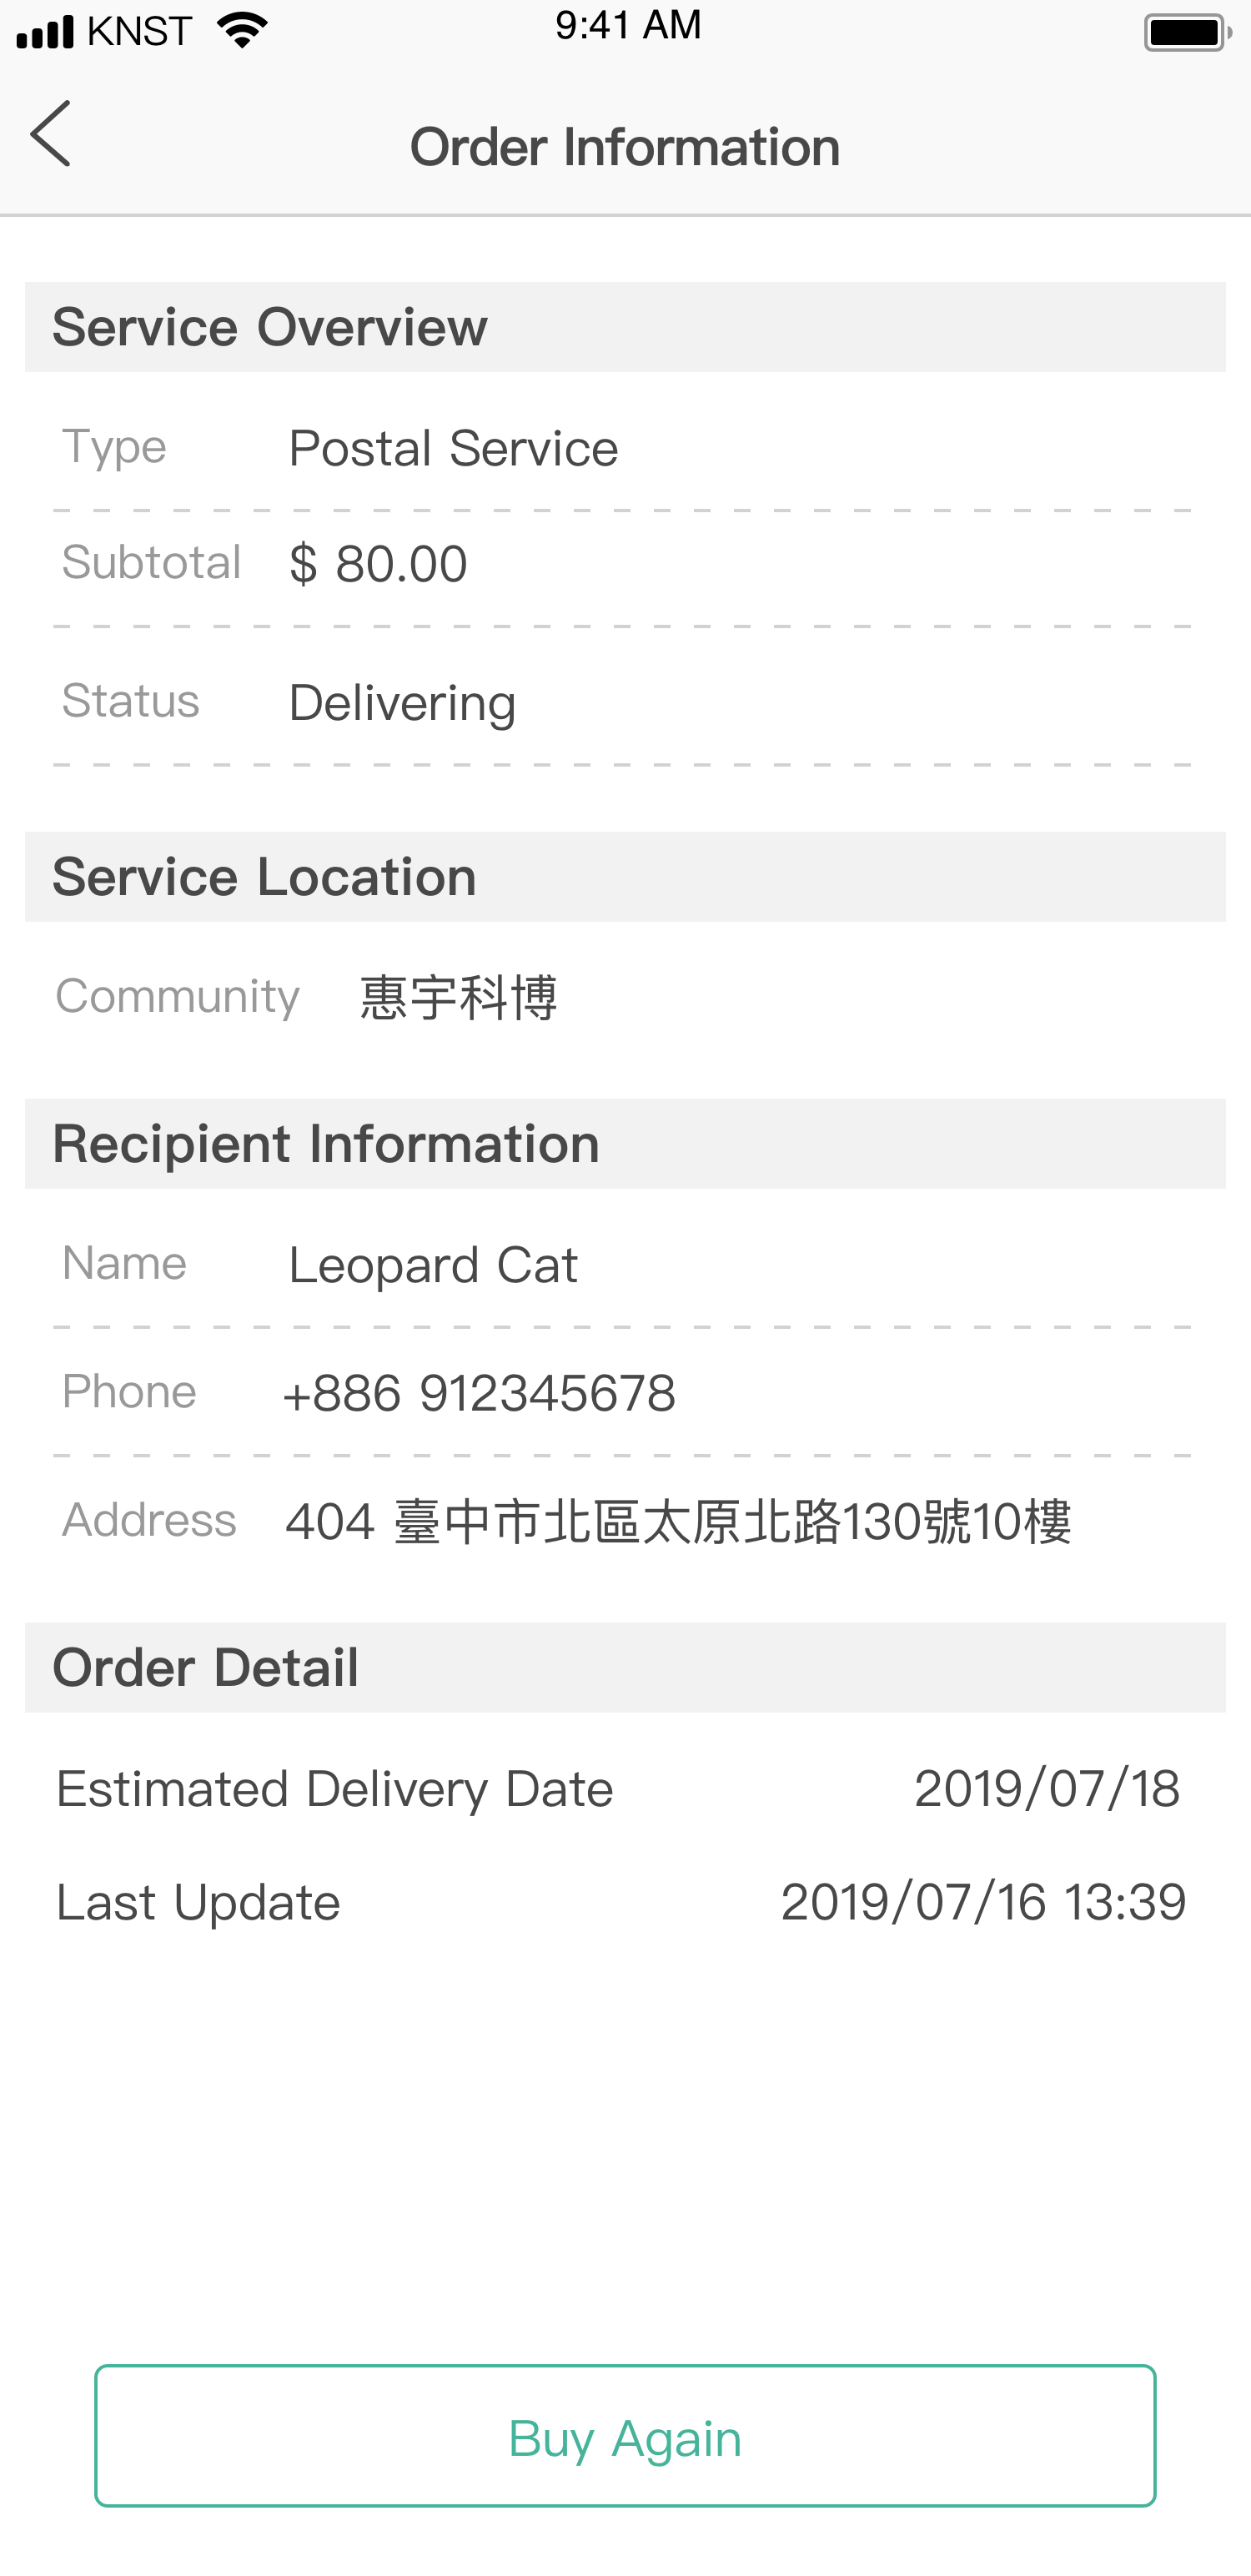 KNST 9:41 AM
Order Information
Service Overview
Type Postal Service
Subtotal $ 80.00
Status Delivering
Service Location
Community 惠宇科博
Recipient Information
Name Leopard Cat
Phone +886 912345678
Address 404 臺中市北區太原北路130號10樓
Order Detail
Estimated Delivery Date 2019/07/18
Last Update 2019/07/16 13:39
Buy Again